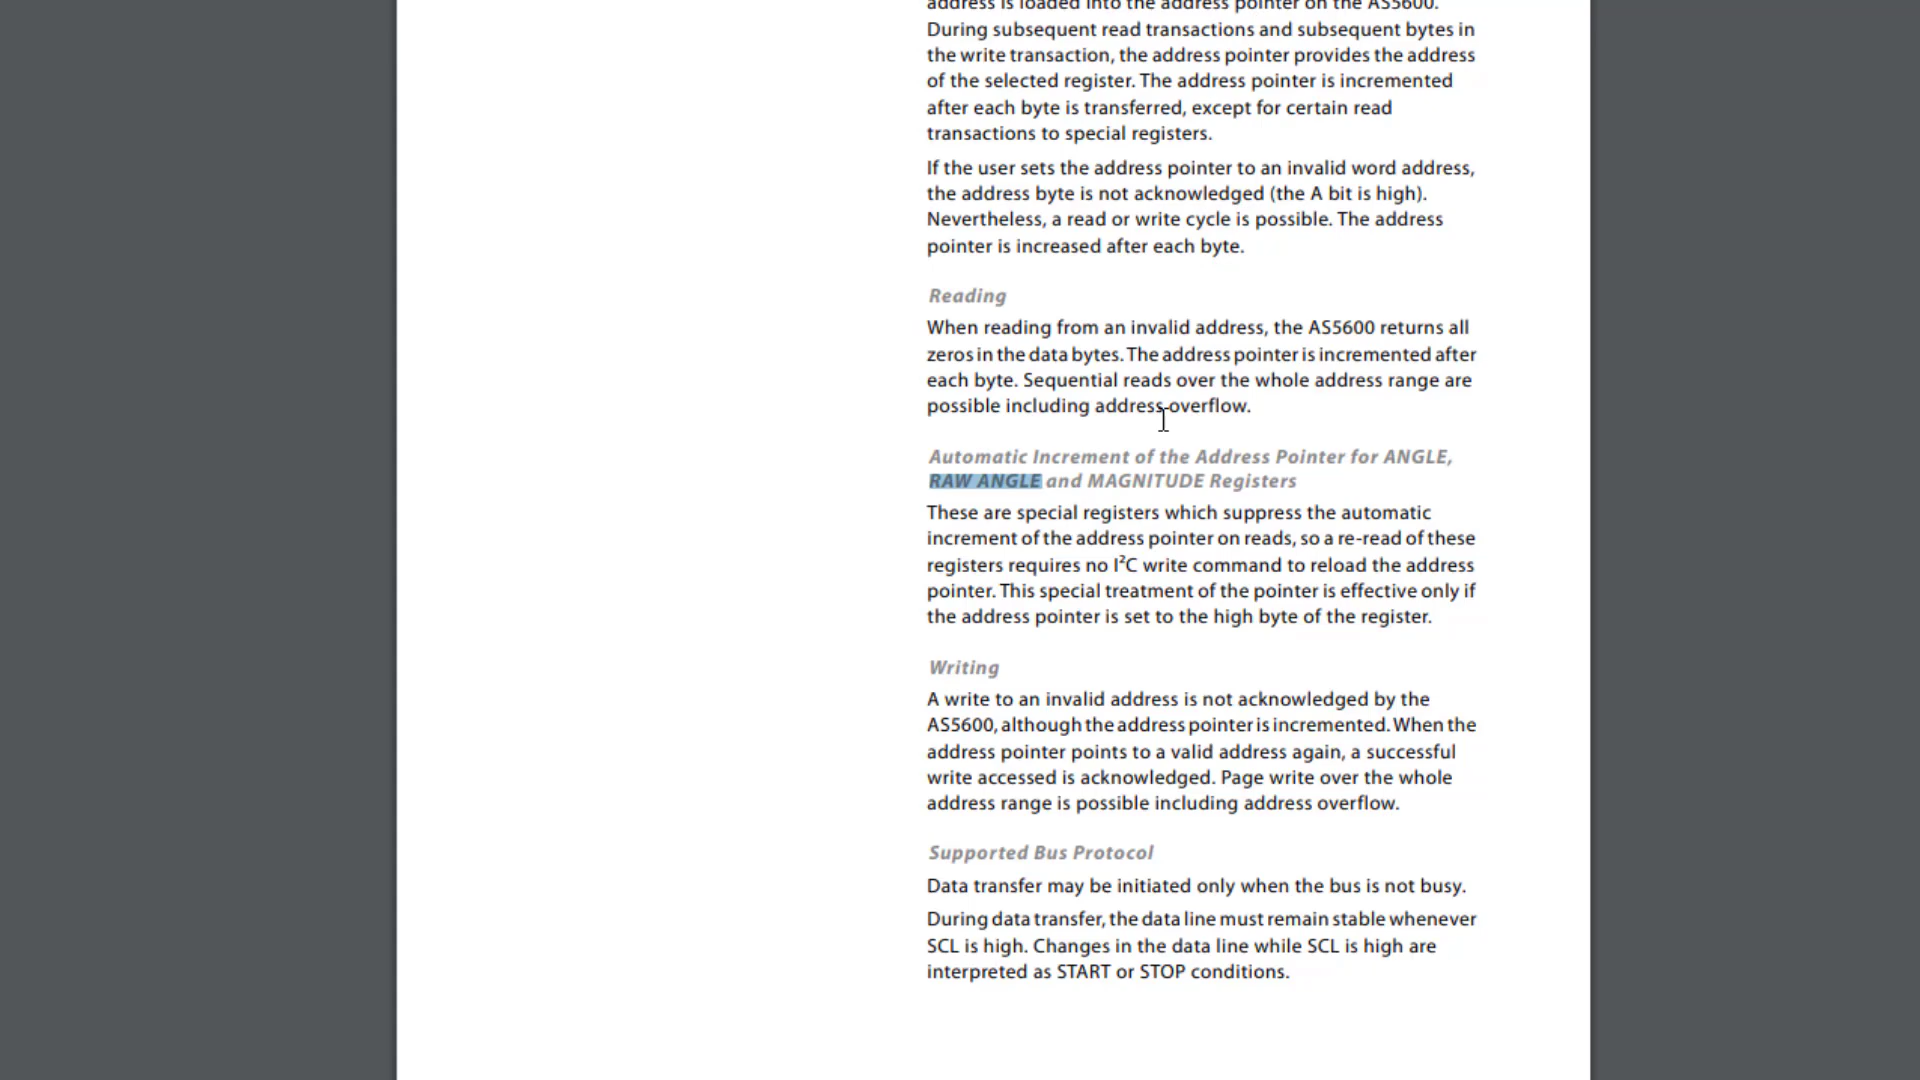 address is loaded into the address pointer on the AS5600.
During subsequent read transactions and subsequent bytes in
the write transaction, the address pointer provides the address
of the selected register. The address pointer is incremented
after each byte is transferred, except for certain read
transactions to special registers.
If the user sets the address pointer to an invalid word address,
the address byte is not acknowledged (the A bit is high).
Nevertheless, a read or write cycle is possible. The address
pointer is increased after each byte.
Reading
When reading from an invalid address, the AS5600 returns all
zeros in the data bytes. The address pointer is incremented after
each byte. Sequential reads over the whole address range are
possible including address overflow.
Automatic Increment of the Address Pointer for ANGLE,
RAW ANGLE and MAGNITUDE Registers
These are special registers which suppress the automatic
increment of the address pointer on reads, so a re-read of these
registers requires no I²C write command to reload the address
pointer. This special treatment of the pointer is effective only if
the address pointer is set to the high byte of the register.
Writing
A write to an invalid address is not acknowledged by the
AS5600, although the address pointer is incremented. When the
address pointer points to a valid address again, a successful
write accessed is acknowledged. Page write over the whole
address range is possible including address overflow.
Supported Bus Protocol
Data transfer may be initiated only when the bus is not busy.
During data transfer, the data line must remain stable whenever
SCL is high. Changes in the data line while SCL is high are
interpreted as START or STOP conditions.